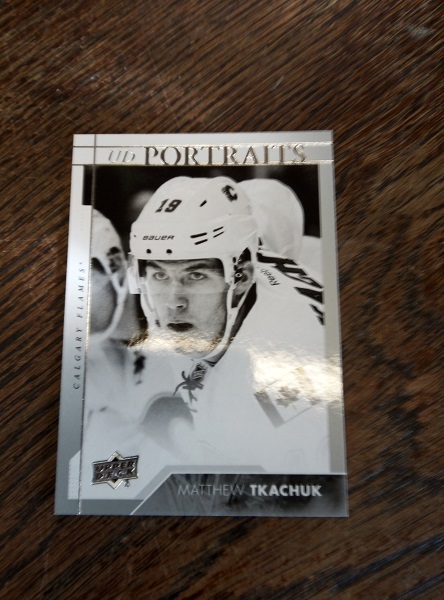 UD PORTRAITS
19
C
BAUER
CALGARY FLAMES®
UPPER DECK
MATTHEW TKACHUK